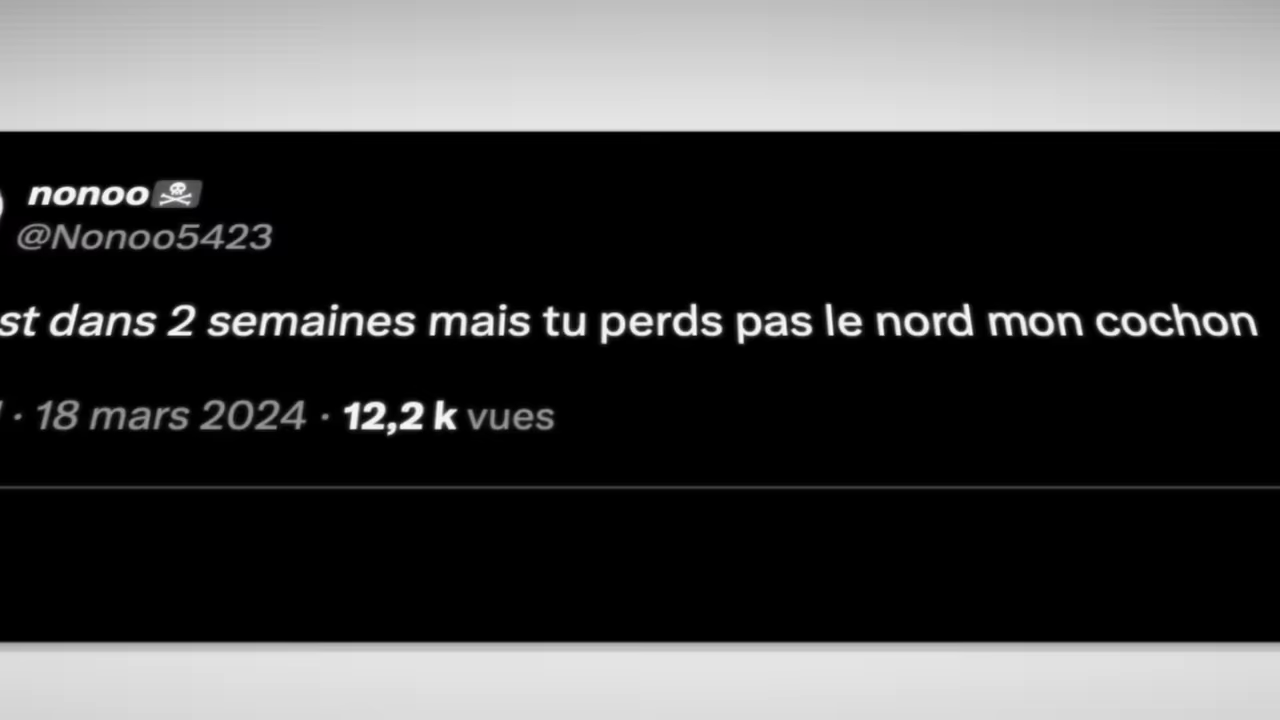 nonoo
@Nonoo5423
st dans 2 semaines mais tu perds pas le nord mon cochon
· 18 mars 2024 · 12,2 k vues